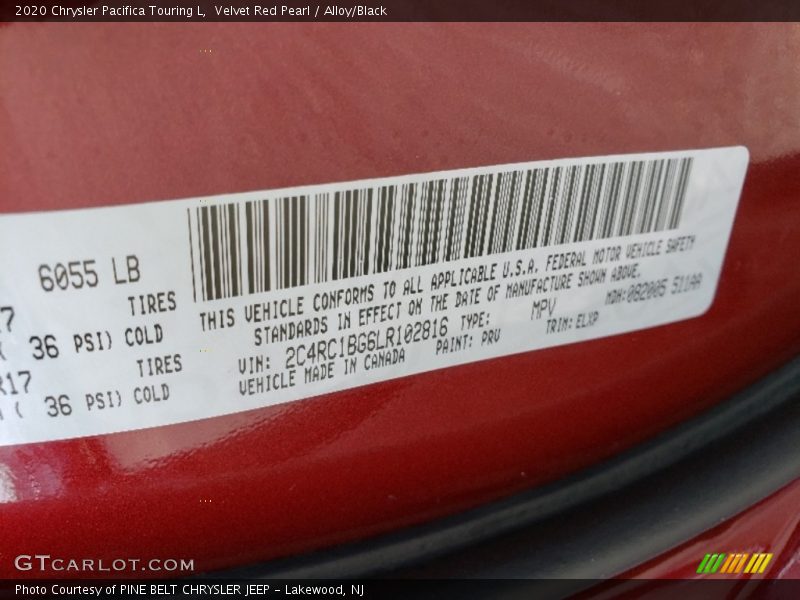 2020 Chrysler Pacifica Touring L, Velvet Red Pearl / Alloy/Black
6055 LB
TIRES
36 PSI) COLD
R17 TIRES
( 36 PSI) COLD
THIS VEHICLE CONFORMS TO ALL APPLICABLE U.S.A. FEDERAL MOTOR VEHICLE SAFETY
STANDARDS IN EFFECT ON THE DATE OF MANUFACTURE SHOWN ABOVE.
VIN: 2C4RC1BG6LR102816 TYPE: MPV MDH:082005 511AA
VEHICLE MADE IN CANADA PAINT: PRV TRIM: ELXP
GTCARLOT.COM
Photo Courtesy of PINE BELT CHRYSLER JEEP - Lakewood, NJ